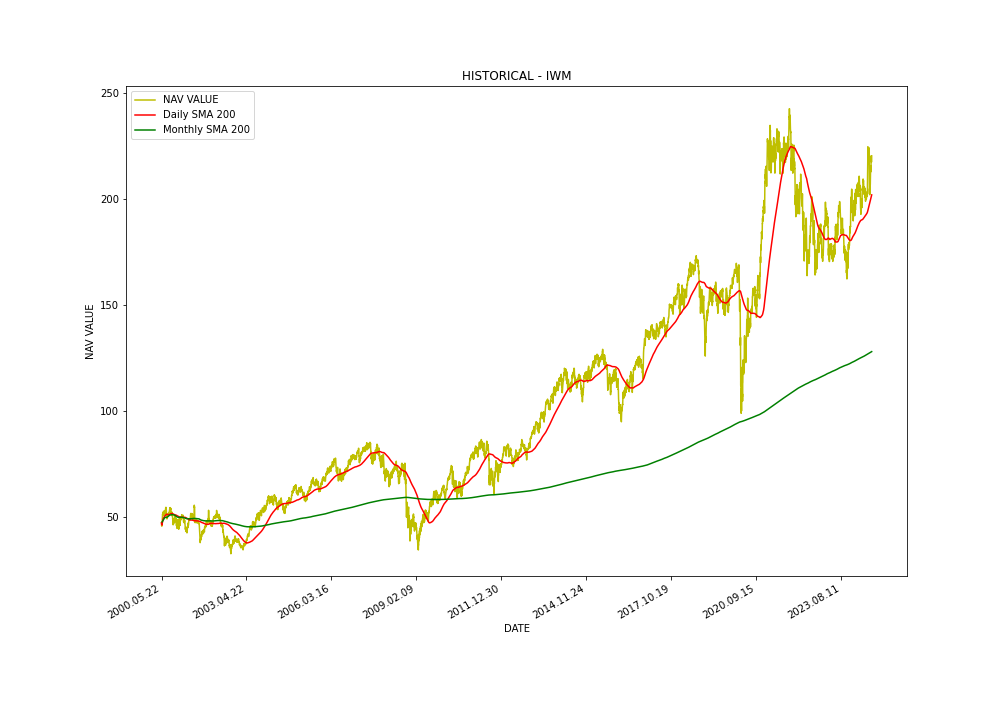 HISTORICAL - IWM
NAV VALUE
Daily SMA 200
Monthly SMA 200
250
200
150
100
50
NAV VALUE
2000.05.22
2003.04.22
2006.03.16
2009.02.09
2011.12.30
2014.11.24
2017.10.19
2020.09.15
2023.08.11
DATE